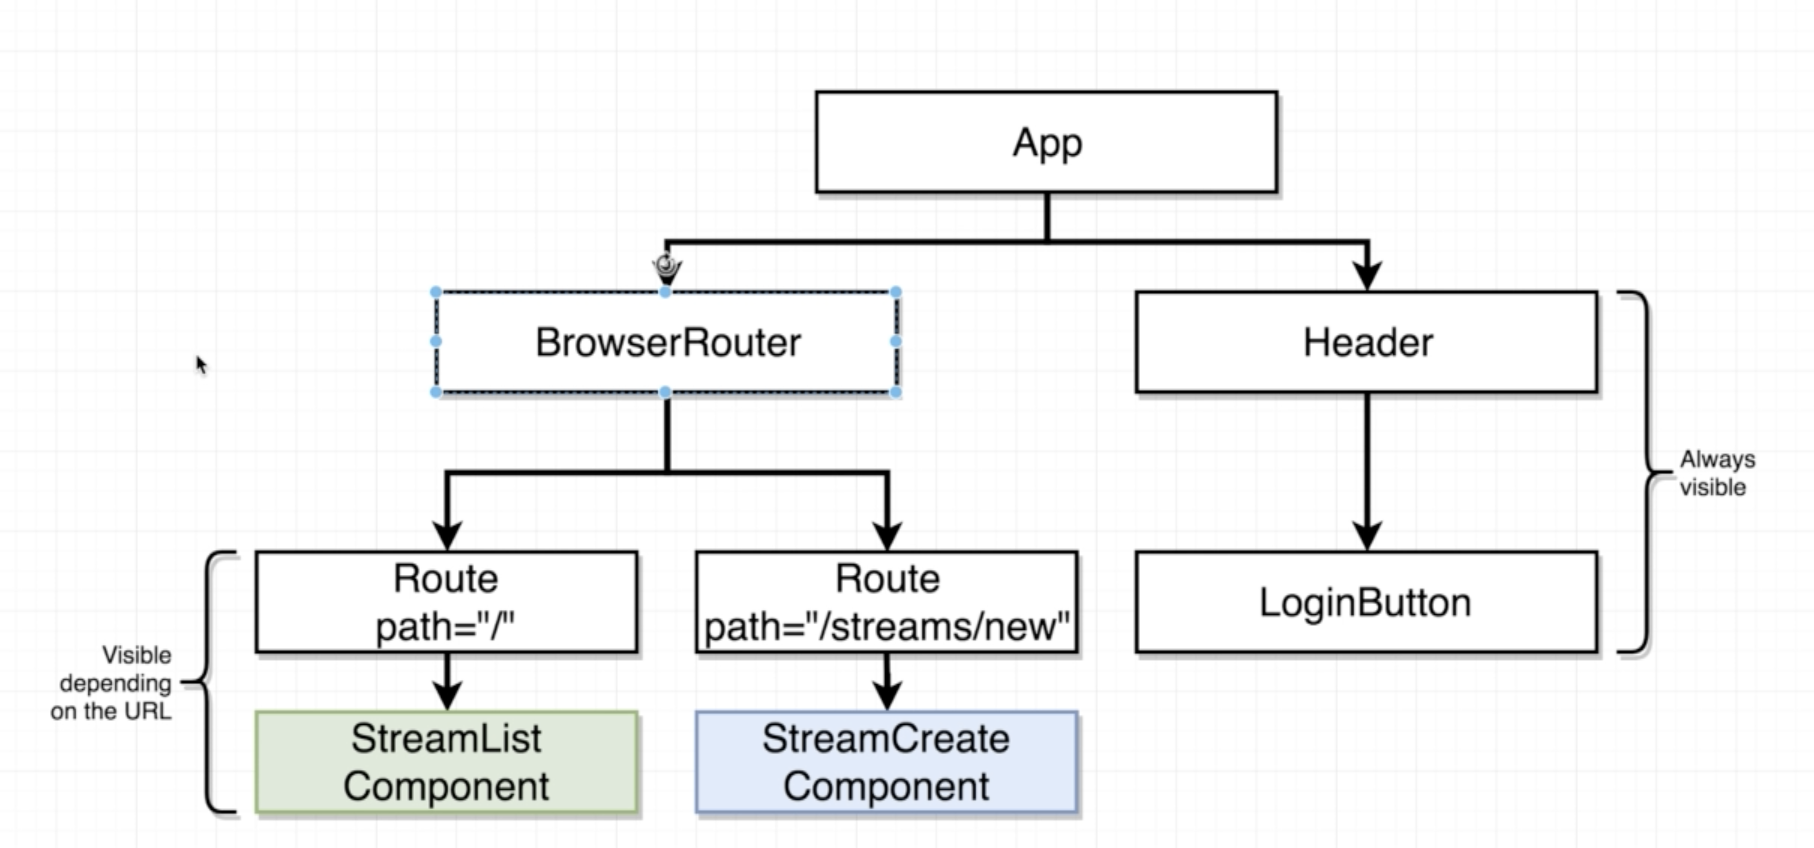 App
BrowserRouter
Header
Always
visible
Route
path="/"
Route
path="/streams/new"
LoginButton
Visible
depending
on the URL
StreamList
Component
StreamCreate
Component